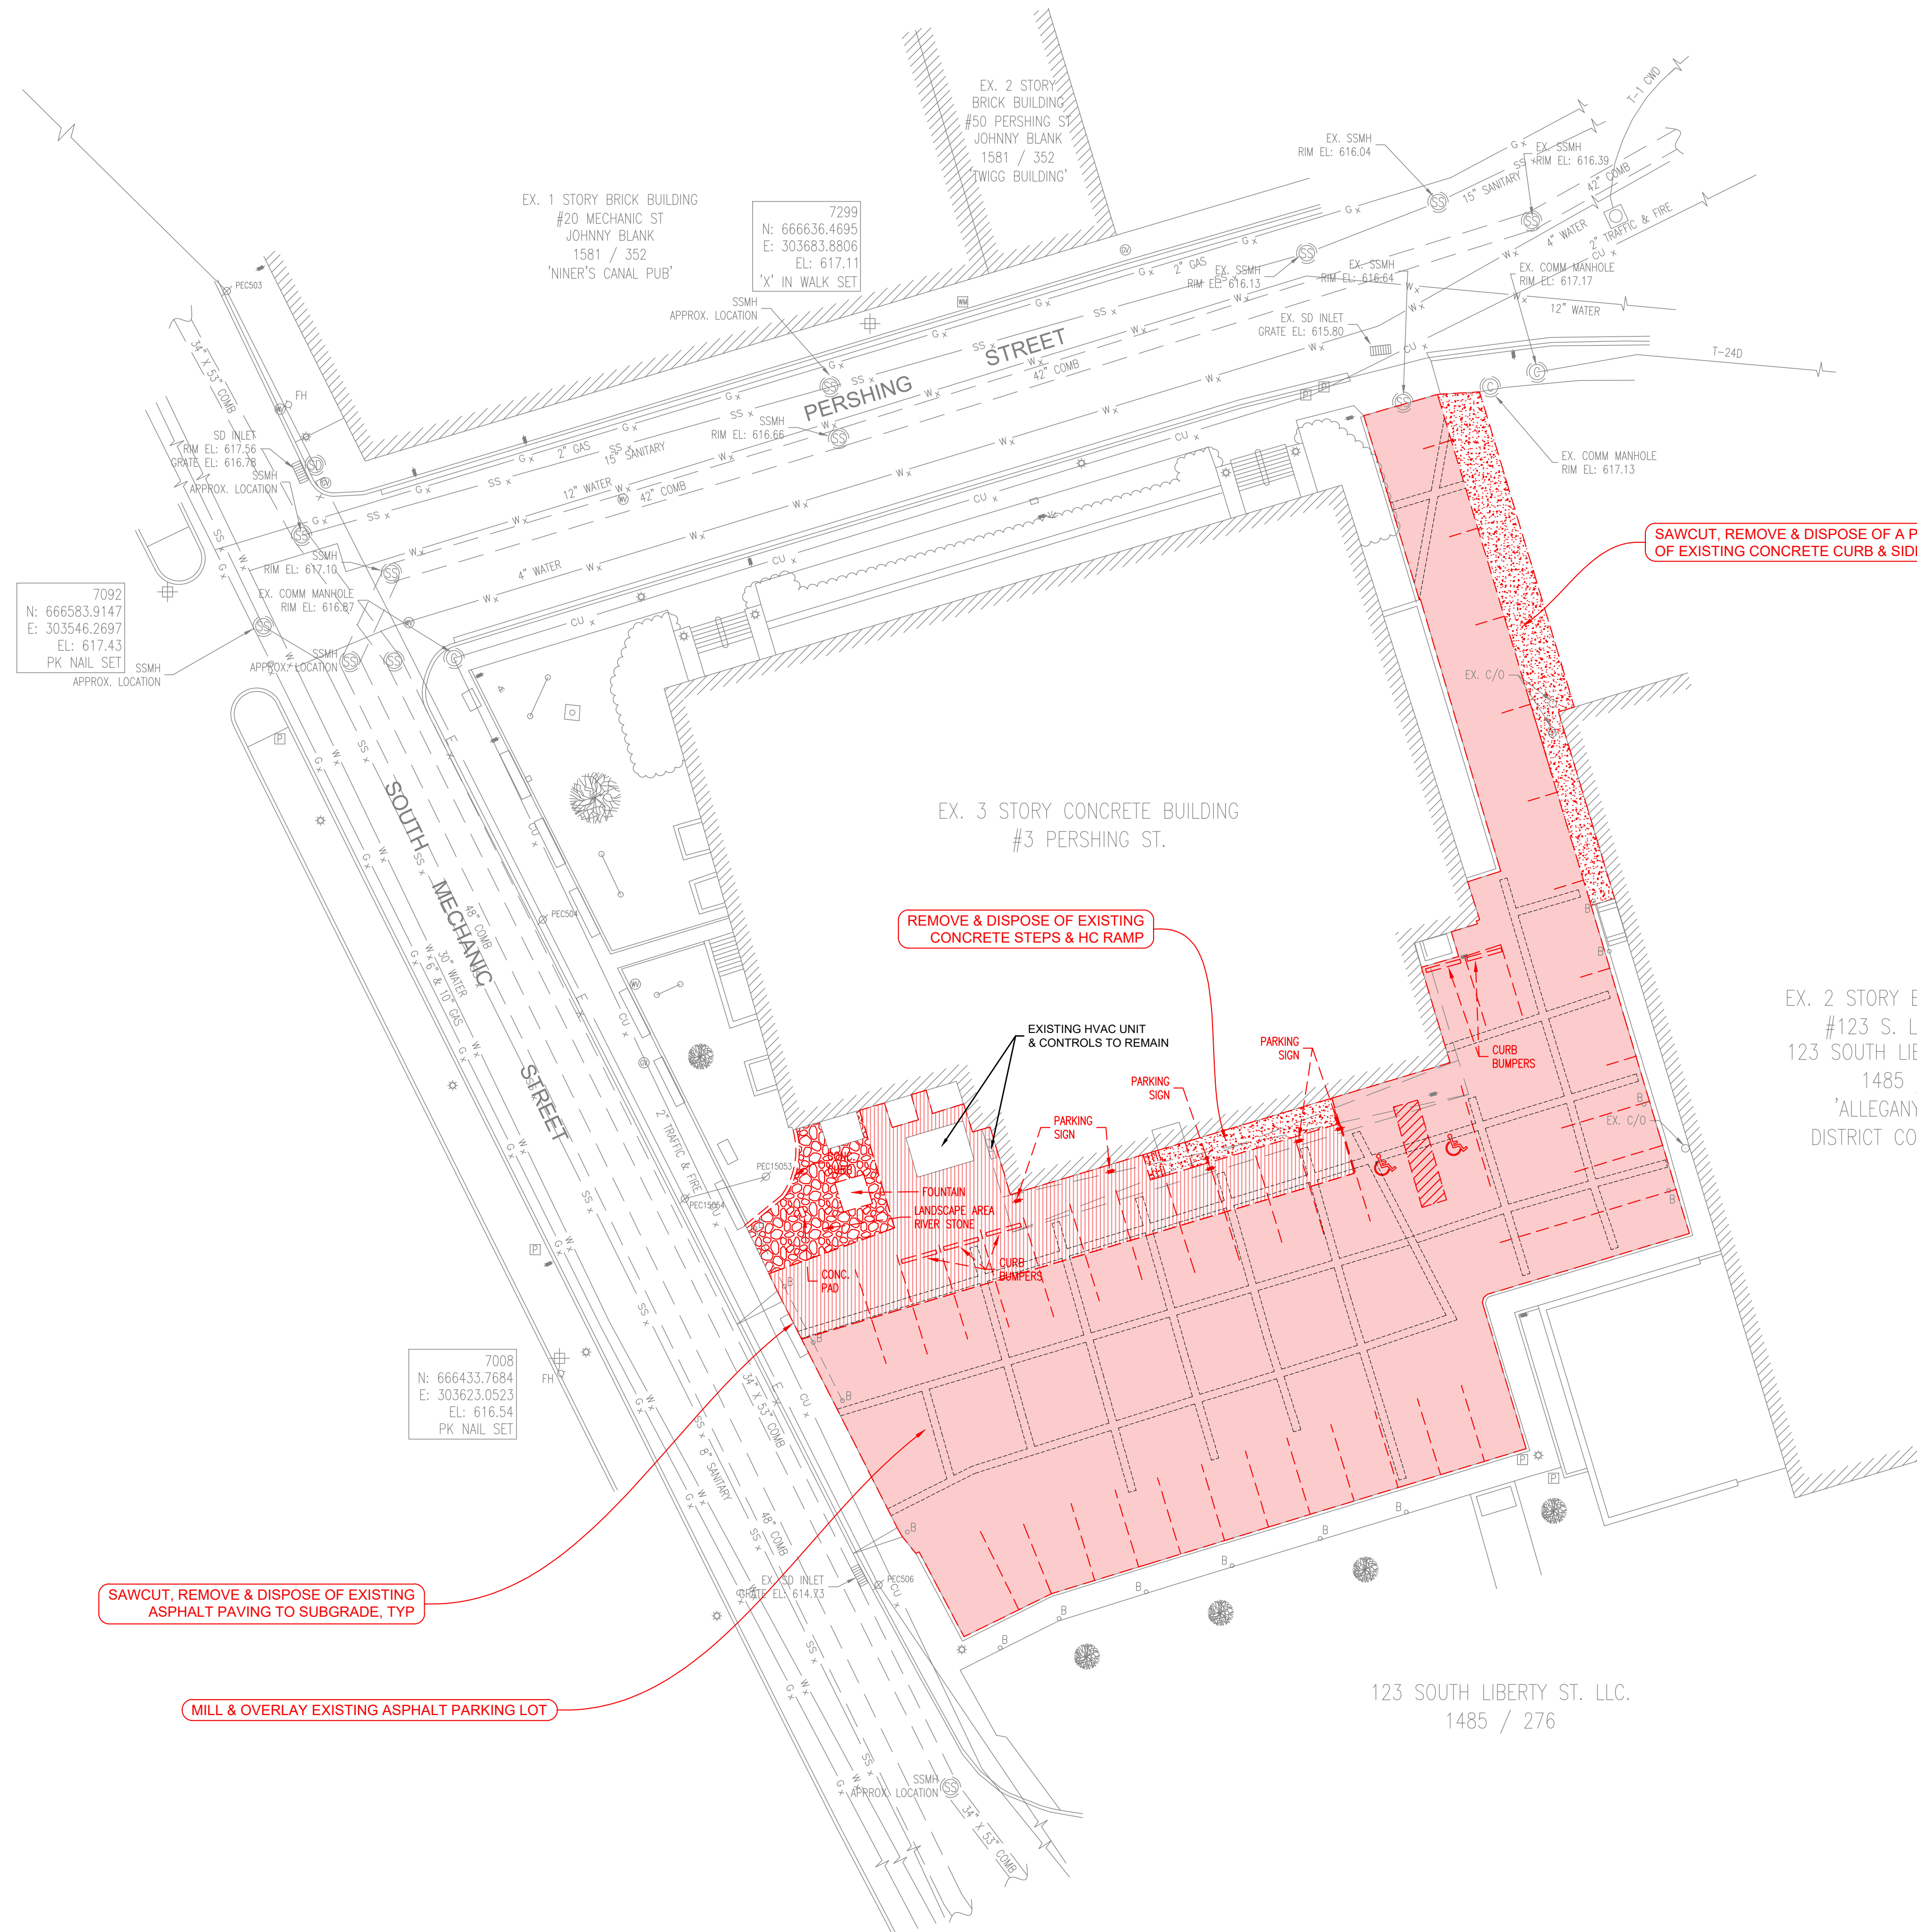 EX. 2 STORY
BRICK BUILDING
#50 PERSHING ST
JOHNNY BLANK
1581 / 352
'TWIGG BUILDING'
T-1 CWD
EX. SSMH
RIM EL: 616.04
EX. SSMH
RIM EL: 616.39
15" SANITARY
42" COMB
4" WATER
2" TRAFFIC & FIRE
EX. 1 STORY BRICK BUILDING
#20 MECHANIC ST
JOHNNY BLANK
1581 / 352
'NINER'S CANAL PUB'
7299
N: 666636.4695
E: 303683.8806
EL: 617.11
'X' IN WALK SET
SSMH
APPROX. LOCATION
2" GAS
EX. SSMH
RIM EL: 616.13
EX. SSMH
RIM EL: 616.64
EX. COMM MANHOLE
RIM EL: 617.17
12" WATER
EX. SD INLET
GRATE EL: 615.80
T-24D
PEC503
FH
34" X 53" COMB
PERSHING STREET
42" COMB
SSMH
RIM EL: 616.66
SD INLET
RIM EL: 617.56
GRATE EL: 616.78
SSMH
APPROX. LOCATION
2" GAS
15" SANITARY
12" WATER
42" COMB
EX. COMM MANHOLE
RIM EL: 617.13
SSMH
RIM EL: 617.10
4" WATER
EX. COMM MANHOLE
RIM EL: 616.87
SAWCUT, REMOVE & DISPOSE OF A P
OF EXISTING CONCRETE CURB & SID
7092
N: 666583.9147
E: 303546.2697
EL: 617.43
PK NAIL SET
SSMH
APPROX. LOCATION
SSMH
APPROX. LOCATION
EX. C/O
SOUTH MECHANIC STREET
48" COMB
30" WATER
6" & 10" GAS
PEC504
EX. 3 STORY CONCRETE BUILDING
#3 PERSHING ST.
REMOVE & DISPOSE OF EXISTING
CONCRETE STEPS & HC RAMP
EXISTING HVAC UNIT
& CONTROLS TO REMAIN
PARKING
SIGN
PARKING
SIGN
PARKING
SIGN
CURB
BUMPERS
EX. 2 STORY
#123 S. L
123 SOUTH LI
1485
'ALLEGANY
DISTRICT CO
EX. C/O
2" TRAFFIC & FIRE
PEC15053
PEC15054
CONC.
CURB
FOUNTAIN
LANDSCAPE AREA
RIVER STONE
CONC.
PAD
CURB
BUMPERS
7008
N: 666433.7684
E: 303623.0523
EL: 616.54
PK NAIL SET
FH
34" X 53" COMB
8" SANITARY
48" COMB
EX. SD INLET
GRATE EL: 614.73
PEC506
SAWCUT, REMOVE & DISPOSE OF EXISTING
ASPHALT PAVING TO SUBGRADE, TYP
MILL & OVERLAY EXISTING ASPHALT PARKING LOT
123 SOUTH LIBERTY ST. LLC.
1485 / 276
SSMH
APPROX. LOCATION
34" X 53" COMB